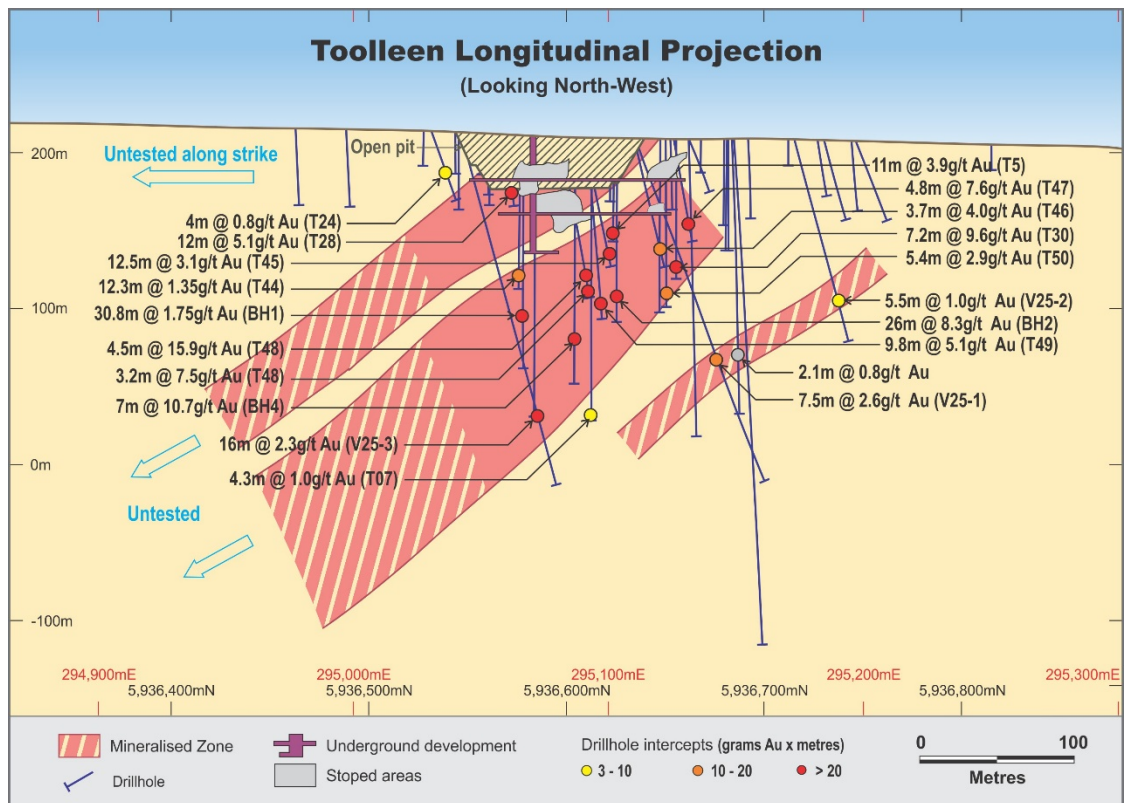 Toolleen Longitudinal Projection
(Looking North-West)
200m
100m
0m
-100m
Untested along strike
Open pit
4m @ 0.8g/t Au (T24)
12m @ 5.1g/t Au (T28)
12.5m @ 3.1g/t Au (T45)
12.3m @ 1.35g/t Au (T44)
30.8m @ 1.75g/t Au (BH1)
4.5m @ 15.9g/t Au (T48)
3.2m @ 7.5g/t Au (T48)
7m @ 10.7g/t Au (BH4)
16m @ 2.3g/t Au (V25-3)
4.3m @ 1.0g/t Au (T07)
Untested
11m @ 3.9g/t Au (T5)
4.8m @ 7.6g/t Au (T47)
3.7m @ 4.0g/t Au (T46)
7.2m @ 9.6g/t Au (T30)
5.4m @ 2.9g/t Au (T50)
5.5m @ 1.0g/t Au (V25-2)
26m @ 8.3g/t Au (BH2)
9.8m @ 5.1g/t Au (T49)
2.1m @ 0.8g/t Au
7.5m @ 2.6g/t Au (V25-1)
294,900mE 295,000mE 295,100mE 295,200mE 295,300mE
5,936,400mN 5,936,500mN 5,936,600mN 5,936,700mN 5,936,800mN
Mineralised Zone
Drillhole
Underground development
Stoped areas
Drillhole intercepts (grams Au x metres)
3 - 10 10 - 20 > 20
0 100
Metres